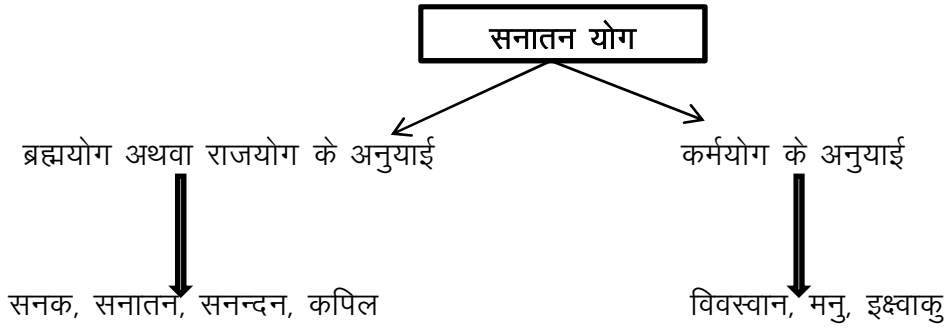 सनातन योग
ब्रह्मयोग अथवा राजयोग के अनुयाई
कर्मयोग के अनुयाई
सनक, सनातन, सनन्दन, कपिल
विवस्वान, मनु, इक्ष्वाकु